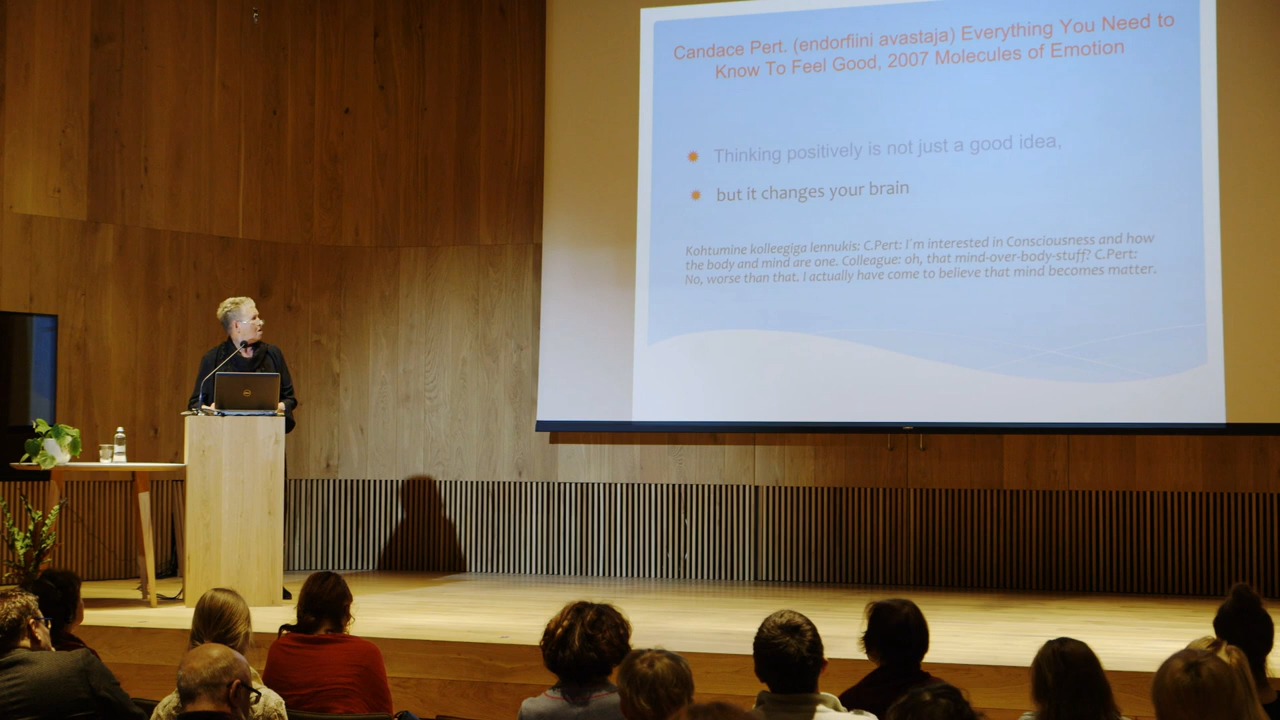 Candace Pert. (endorfiini avastaja) Everything You Need to
Know To Feel Good, 2007 Molecules of Emotion
Thinking positively is not just a good idea,
but it changes your brain
Kohtumine kolleegiga lennukis: C.Pert: I´m interested in Consciousness and how
the body and mind are one. Colleague: oh, that mind-over-body-stuff? C.Pert:
No, worse than that. I actually have come to believe that mind becomes matter.
DELL